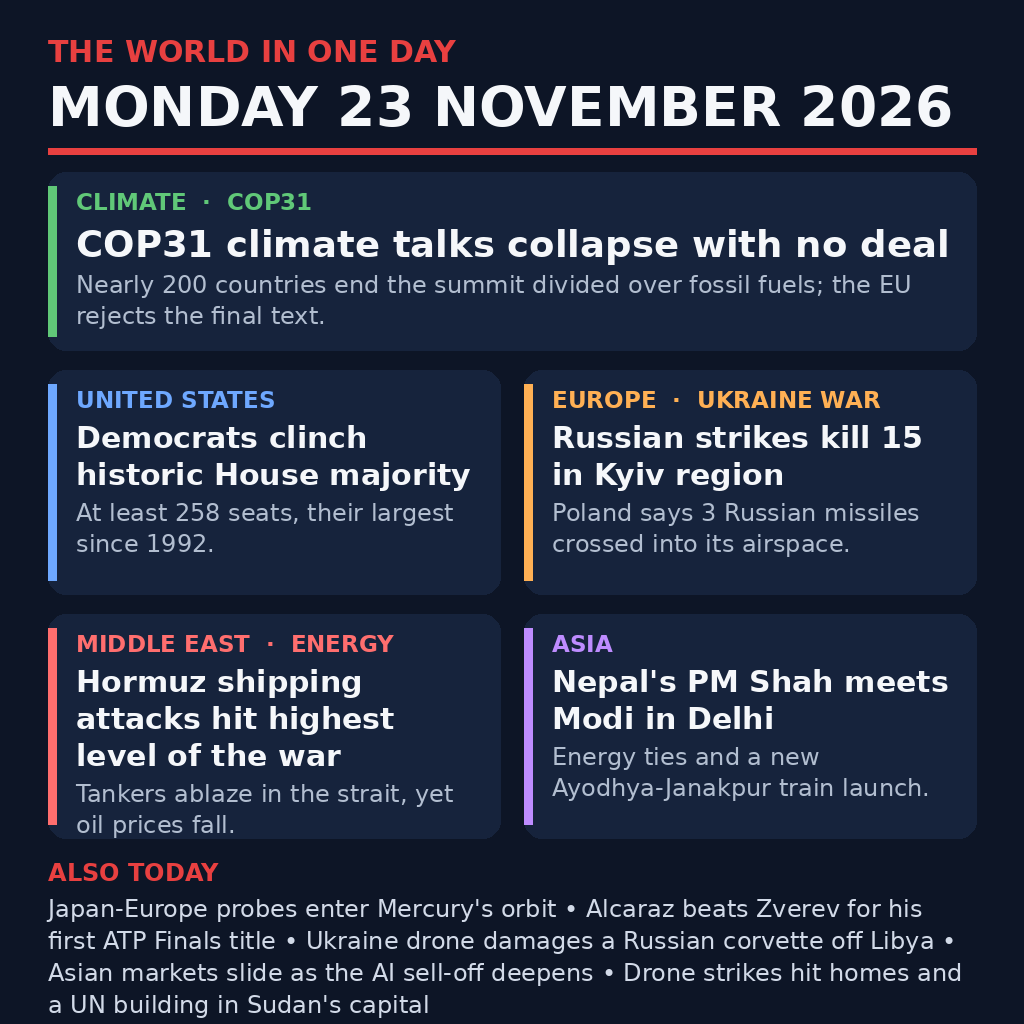 THE WORLD IN ONE DAY
MONDAY 23 NOVEMBER 2026
CLIMATE · COP31
COP31 climate talks collapse with no deal
Nearly 200 countries end the summit divided over fossil fuels; the EU
rejects the final text.
UNITED STATES
Democrats clinch
historic House majority
At least 258 seats, their largest
since 1992.
EUROPE · UKRAINE WAR
Russian strikes kill 15
in Kyiv region
Poland says 3 Russian missiles
crossed into its airspace.
MIDDLE EAST · ENERGY
Hormuz shipping
attacks hit highest
level of the war
Tankers ablaze in the strait, yet
oil prices fall.
ASIA
Nepal's PM Shah meets
Modi in Delhi
Energy ties and a new
Ayodhya-Janakpur train launch.
ALSO TODAY
Japan-Europe probes enter Mercury's orbit • Alcaraz beats Zverev for his
first ATP Finals title • Ukraine drone damages a Russian corvette off Libya •
Asian markets slide as the AI sell-off deepens • Drone strikes hit homes and
a UN building in Sudan's capital